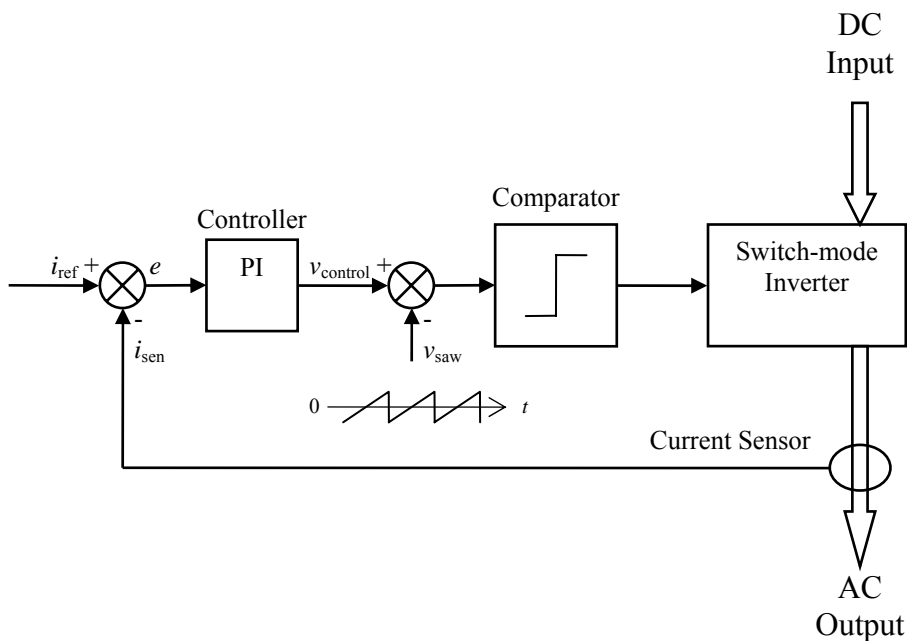 DC
Input
Comparator
Controller
Switch-mode
Inverter
PI
i_ref +
e
v_control +
-
i_sen
-
v_saw
0
t
Current Sensor
AC
Output